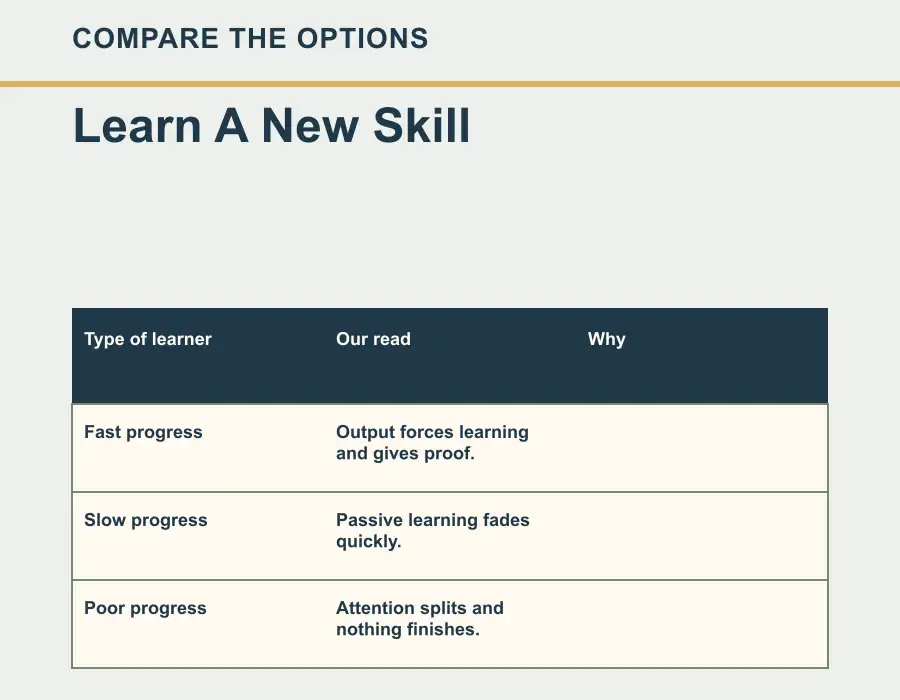 COMPARE THE OPTIONS
Learn A New Skill
Type of learner
Our read
Why
Fast progress
Output forces learning
and gives proof.
Slow progress
Passive learning fades
quickly.
Poor progress
Attention splits and
nothing finishes.